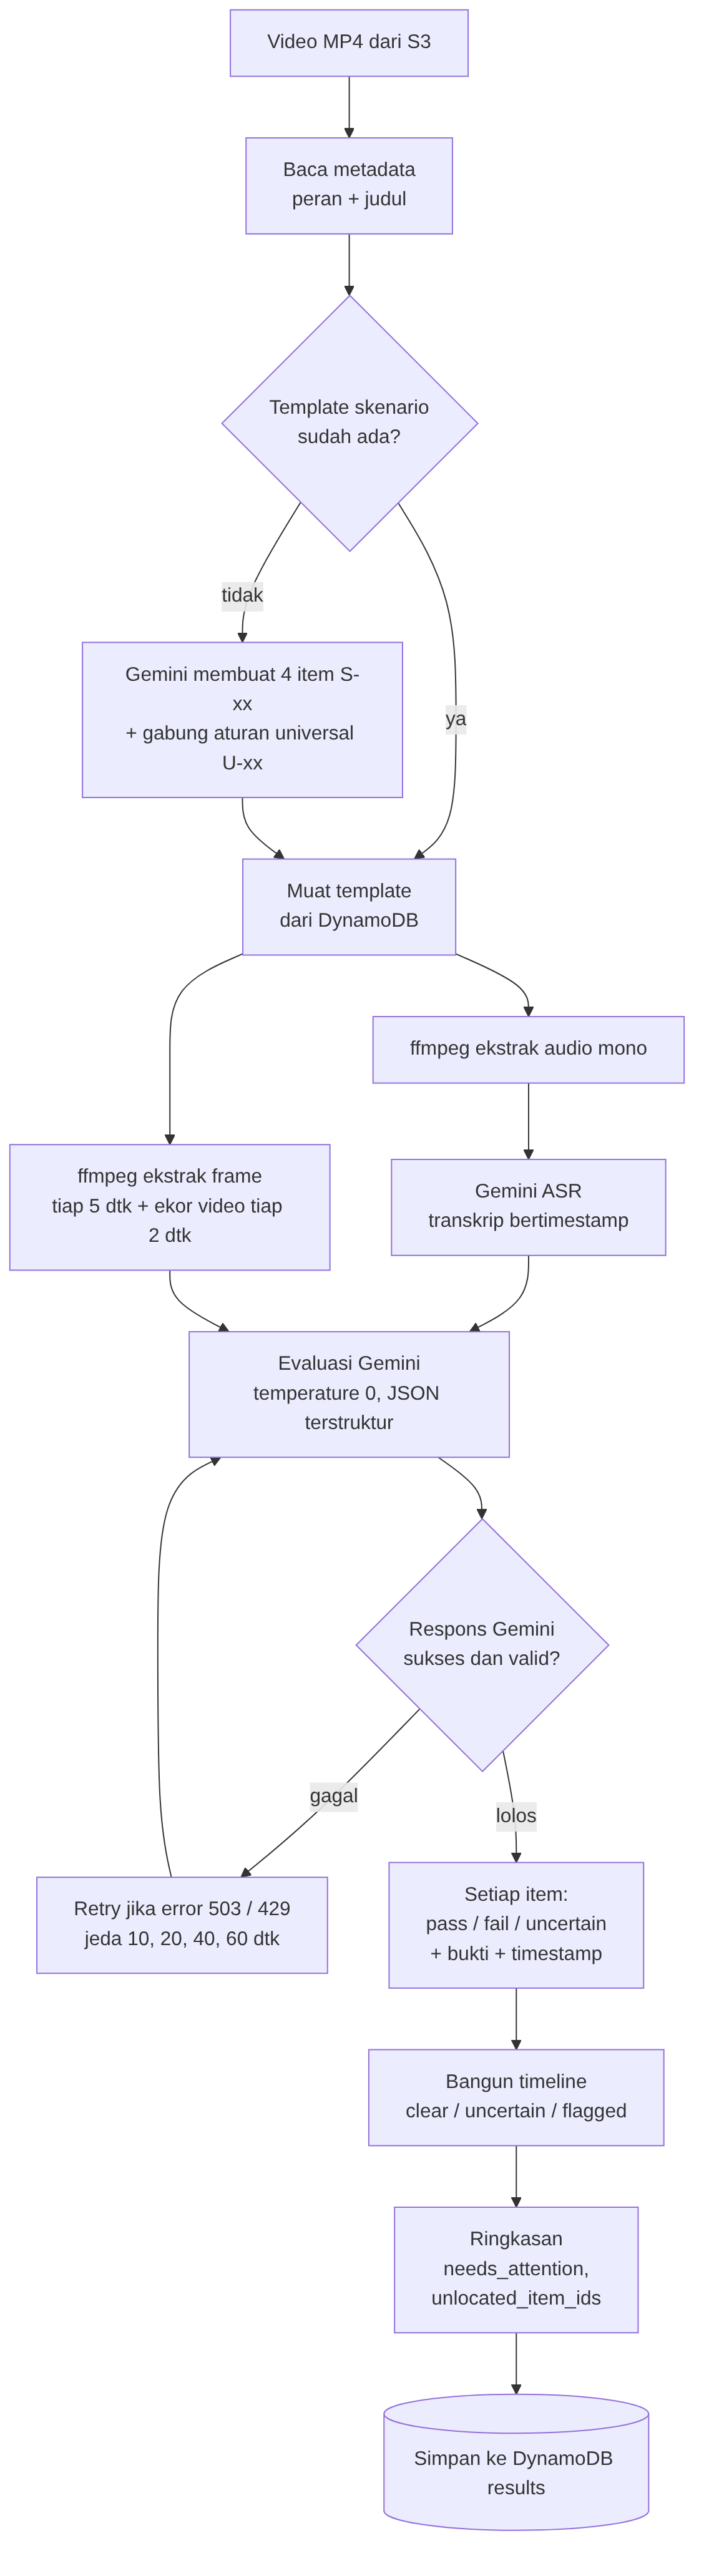 Video MP4 dari S3
Baca metadata
peran + judul
Template skenario
sudah ada?
tidak
ya
Gemini membuat 4 item S-
xx
+ gabung aturan universal
U-xx
Muat template
dari DynamoDB
ffmpeg ekstrak audio mono
ffmpeg ekstrak frame
tiap 5 dtk + ekor video tiap
2 dtk
Gemini ASR
transkrip bertimestamp
Evaluasi Gemini
temperature 0, JSON
terstruktur
Respons Gemini
sukses dan valid?
gagal
lolos
Retry jika error 503 / 429
jeda 10, 20, 40, 60 dtk
Setiap item:
pass / fail / uncertain
+ bukti + timestamp
Bangun timeline
clear / uncertain / flagged
Ringkasan
needs_attention,
unlocated_item_ids
Simpan ke DynamoDB
results